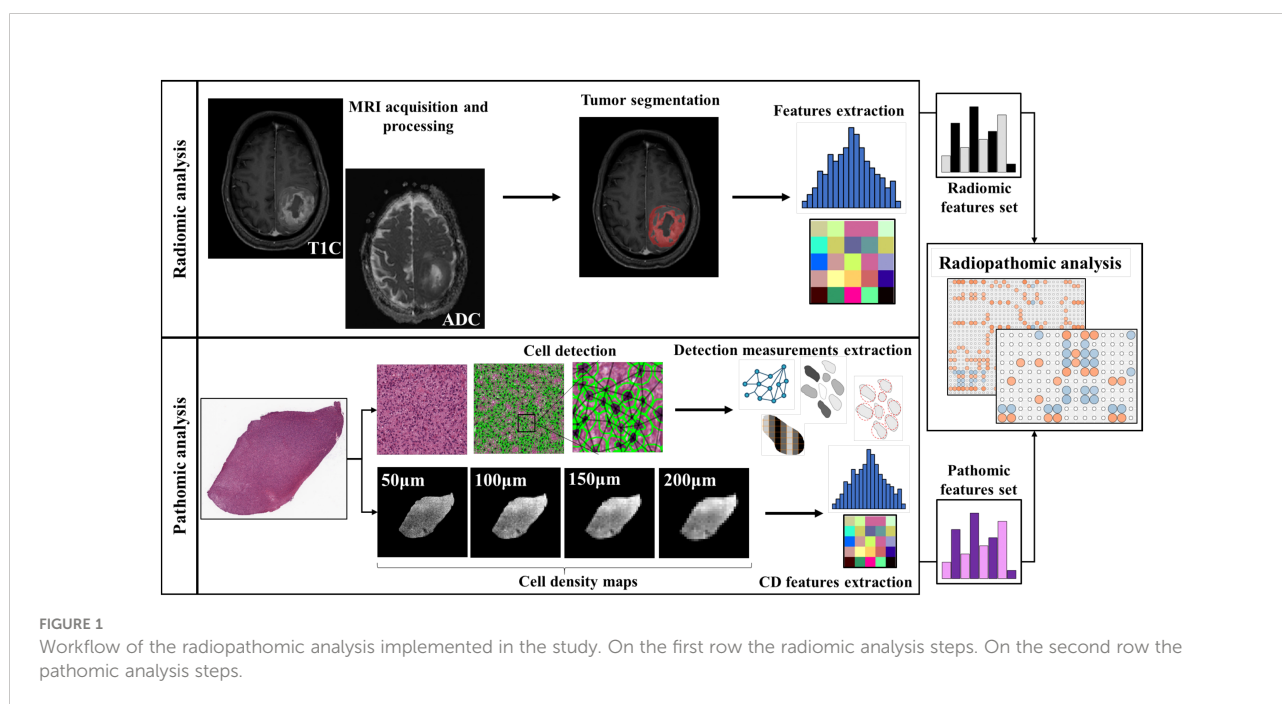 Radiomic analysis
MRI acquisition and
processing
T1C
ADC
Tumor segmentation
Features extraction
Radiomic
features set
Radiopathomic analysis
Pathomic analysis
Cell detection
Detection measurements extraction
50µm
100µm
150µm
200µm
Cell density maps
CD features extraction
Pathomic
features set
FIGURE 1
Workflow of the radiopathomic analysis implemented in the study. On the first row the radiomic analysis steps. On the second row the
pathomic analysis steps.